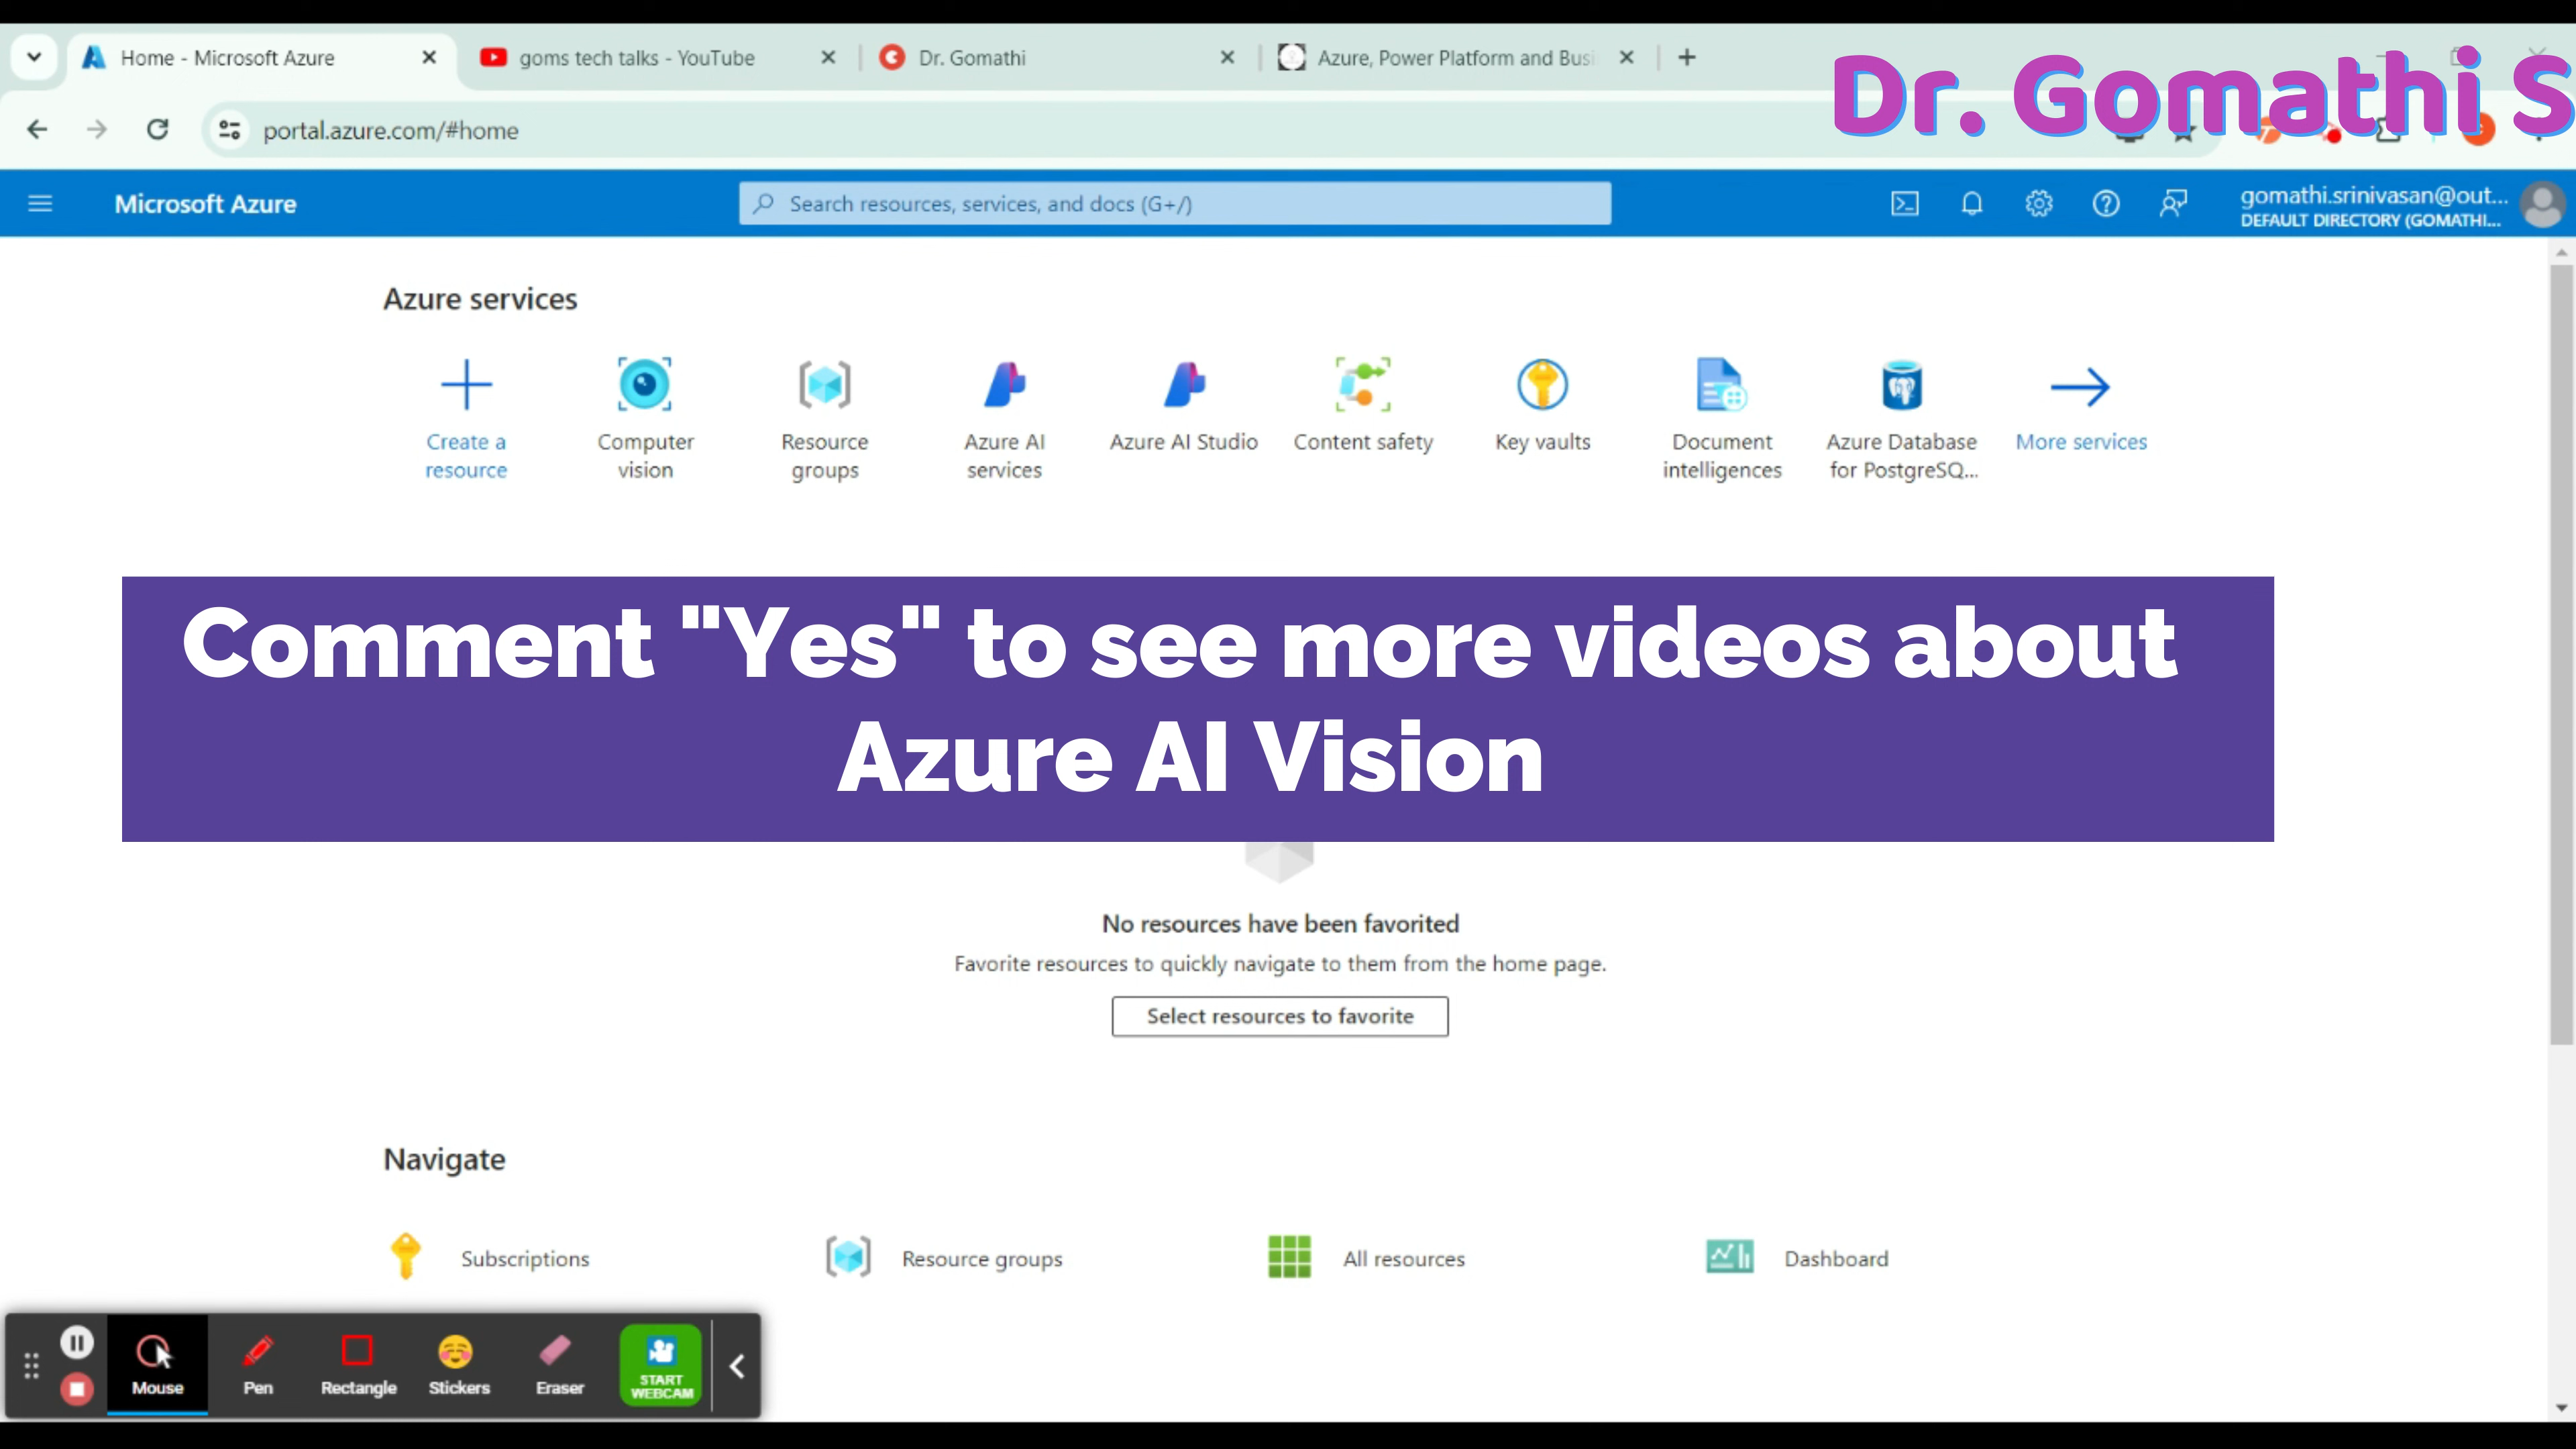 Home - Microsoft Azure
goms tech talks - YouTube
Dr. Gomathi
Azure, Power Platform and Busi
Dr. Gomathi S
portal.azure.com/#home
Microsoft Azure
Search resources, services, and docs (G+/)
gomathi.srinivasan@out...
DEFAULT DIRECTORY (GOMATHI...
Azure services
Create a
resource
Computer
vision
Resource
groups
Azure AI
services
Azure AI Studio
Content safety
Key vaults
Document
intelligences
Azure Database
for PostgreSQ...
More services
Comment "Yes" to see more videos about
Azure AI Vision
No resources have been favorited
Favorite resources to quickly navigate to them from the home page.
Select resources to favorite
Navigate
Subscriptions
Resource groups
All resources
Dashboard
Mouse
Pen
Rectangle
Stickers
Eraser
START
WEBCAM